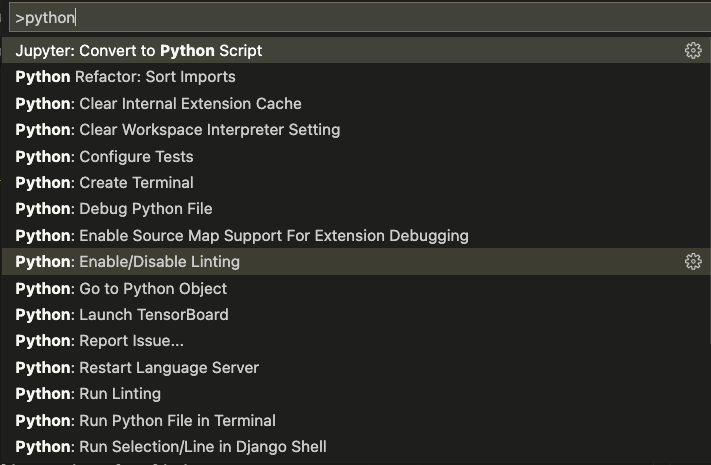 >python
Jupyter: Convert to Python Script
Python Refactor: Sort Imports
Python: Clear Internal Extension Cache
Python: Clear Workspace Interpreter Setting
Python: Configure Tests
Python: Create Terminal
Python: Debug Python File
Python: Enable Source Map Support For Extension Debugging
Python: Enable/Disable Linting
Python: Go to Python Object
Python: Launch TensorBoard
Python: Report Issue...
Python: Restart Language Server
Python: Run Linting
Python: Run Python File in Terminal
Python: Run Selection/Line in Django Shell